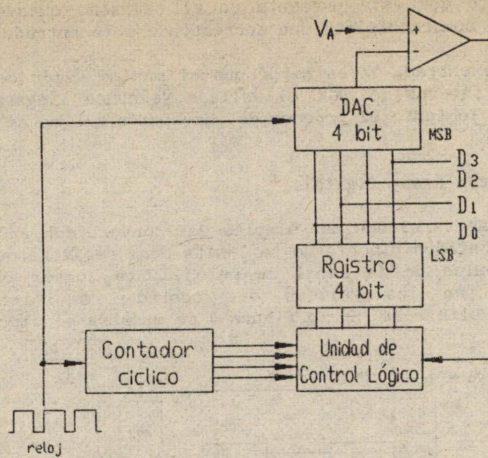 VA
+
-
DAC
4 bit
MSB
D3
D2
D1
D0
LSB
Rgistro
4 bit
Contador
ciclico
Unidad de
Control Lógico
reloj